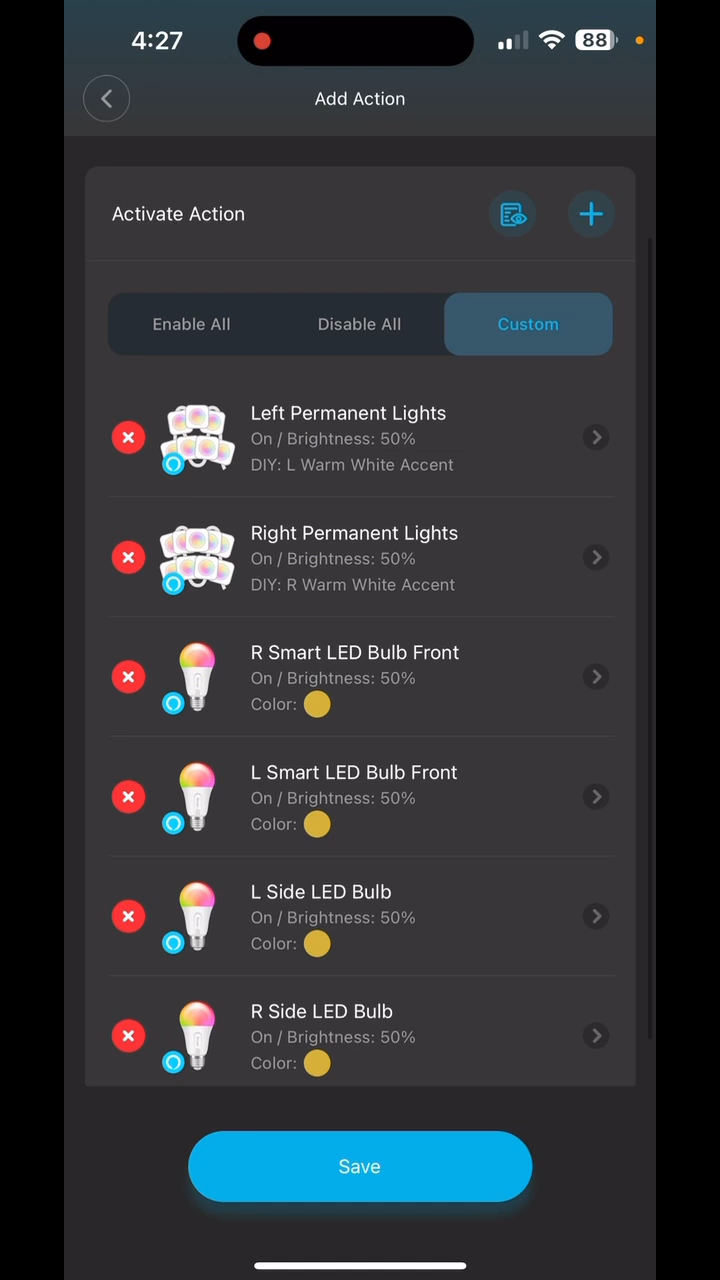 4:27
88
Add Action
Activate Action
Enable All
Disable All
Custom
Left Permanent Lights
On / Brightness: 50%
DIY: L Warm White Accent
Right Permanent Lights
On / Brightness: 50%
DIY: R Warm White Accent
R Smart LED Bulb Front
On / Brightness: 50%
Color:
L Smart LED Bulb Front
On / Brightness: 50%
Color:
L Side LED Bulb
On / Brightness: 50%
Color:
R Side LED Bulb
On / Brightness: 50%
Color:
Save